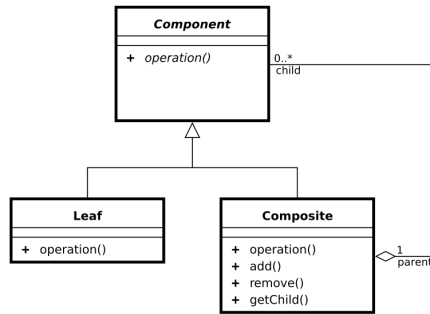 Component
+ operation()
0..*
child
Leaf
+ operation()
Composite
+ operation()
+ add()
+ remove()
+ getChild()
1
parent